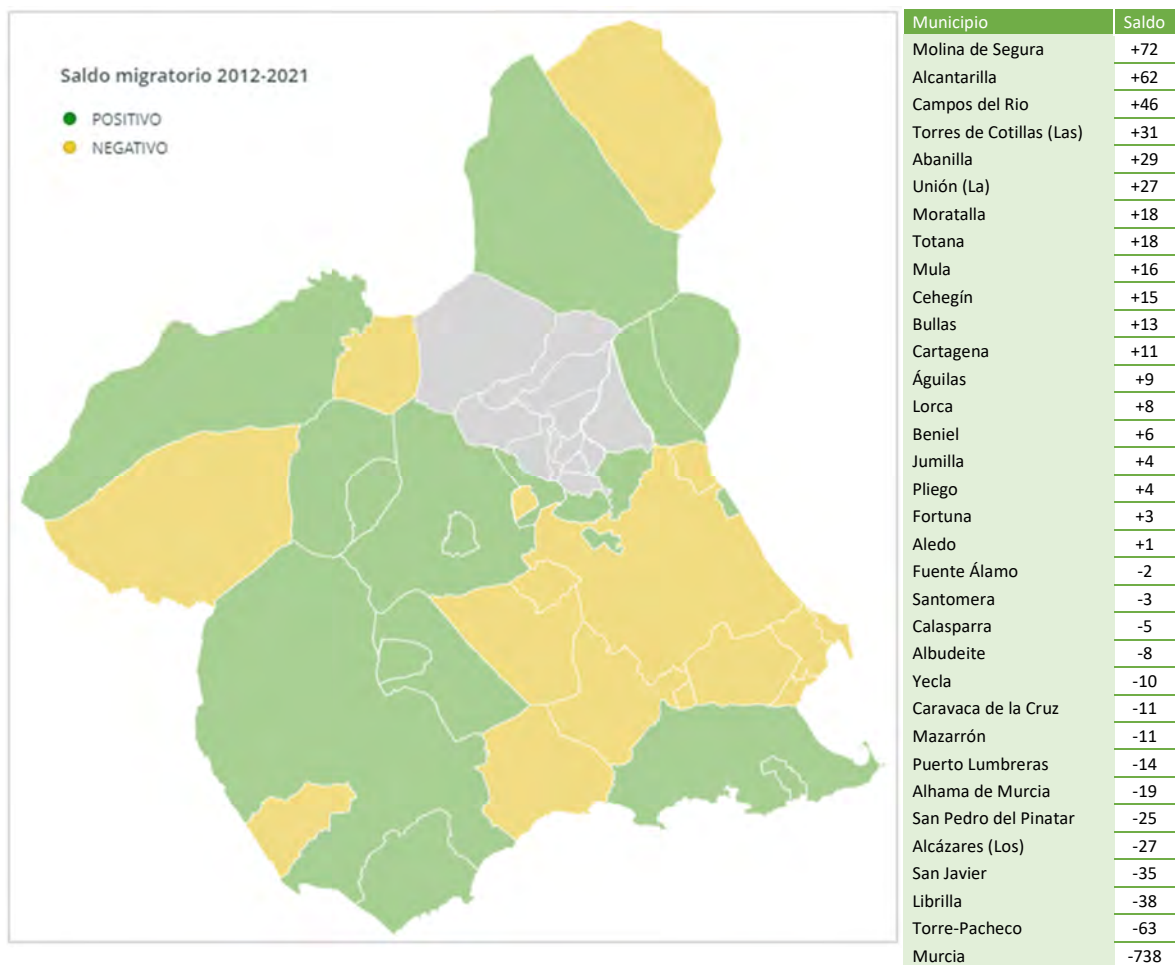 Saldo migratorio 2012-2021
POSITIVO
NEGATIVO
Municipio Saldo
Molina de Segura +72
Alcantarilla +62
Campos del Rio +46
Torres de Cotillas (Las) +31
Abanilla +29
Unión (La) +27
Moratalla +18
Totana +18
Mula +16
Cehegín +15
Bullas +13
Cartagena +11
Águilas +9
Lorca +8
Beniel +6
Jumilla +4
Pliego +4
Fortuna +3
Aledo +1
Fuente Álamo -2
Santomera -3
Calasparra -5
Albudeite -8
Yecla -10
Caravaca de la Cruz -11
Mazarrón -11
Puerto Lumbreras -14
Alhama de Murcia -19
San Pedro del Pinatar -25
Alcázares (Los) -27
San Javier -35
Librilla -38
Torre-Pacheco -63
Murcia -738